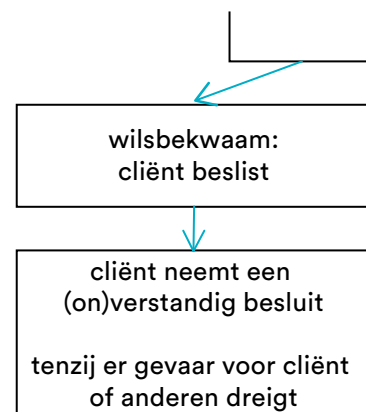 wilsbekwaam:
cliënt beslist
cliënt neemt een
(on)verstandig besluit
tenzij er gevaar voor cliënt
of anderen dreigt